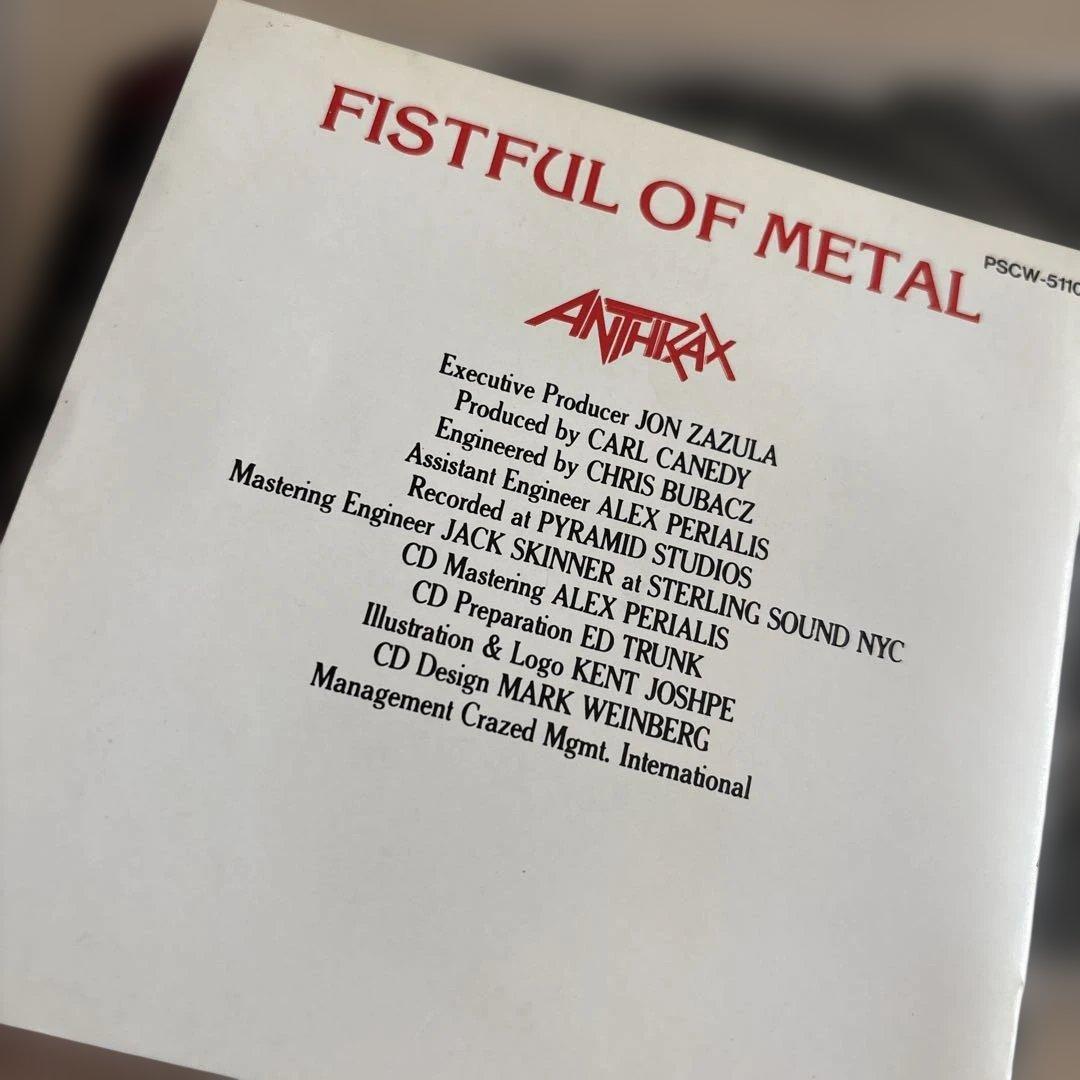 FISTFUL OF METAL
PSCW-5110
ANTHRAX
Executive Producer JON ZAZULA
Produced by CARL CANEDY
Engineered by CHRIS BUBACZ
Assistant Engineer ALEX PERIALIS
Recorded at PYRAMID STUDIOS
Mastering Engineer JACK SKINNER at STERLING SOUND NYC
CD Mastering ALEX PERIALIS
CD Preparation ED TRUNK
Illustration & Logo KENT JOSHPE
CD Design MARK WEINBERG
Management Crazed Mgmt. International